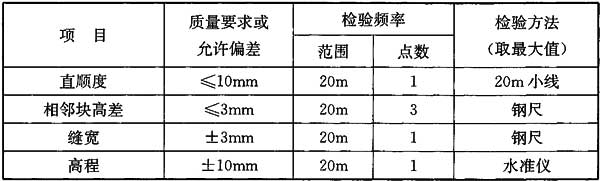 项 目 质量要求或允许偏差 检验频率 检验方法(取最大值)
范围 点数
直顺度 ≤10mm 20m 1 20m小线
相邻块高差 ≤3mm 20m 3 钢尺
缝宽 ±3mm 20m 1 钢尺
高程 ±10mm 20m 1 水准仪